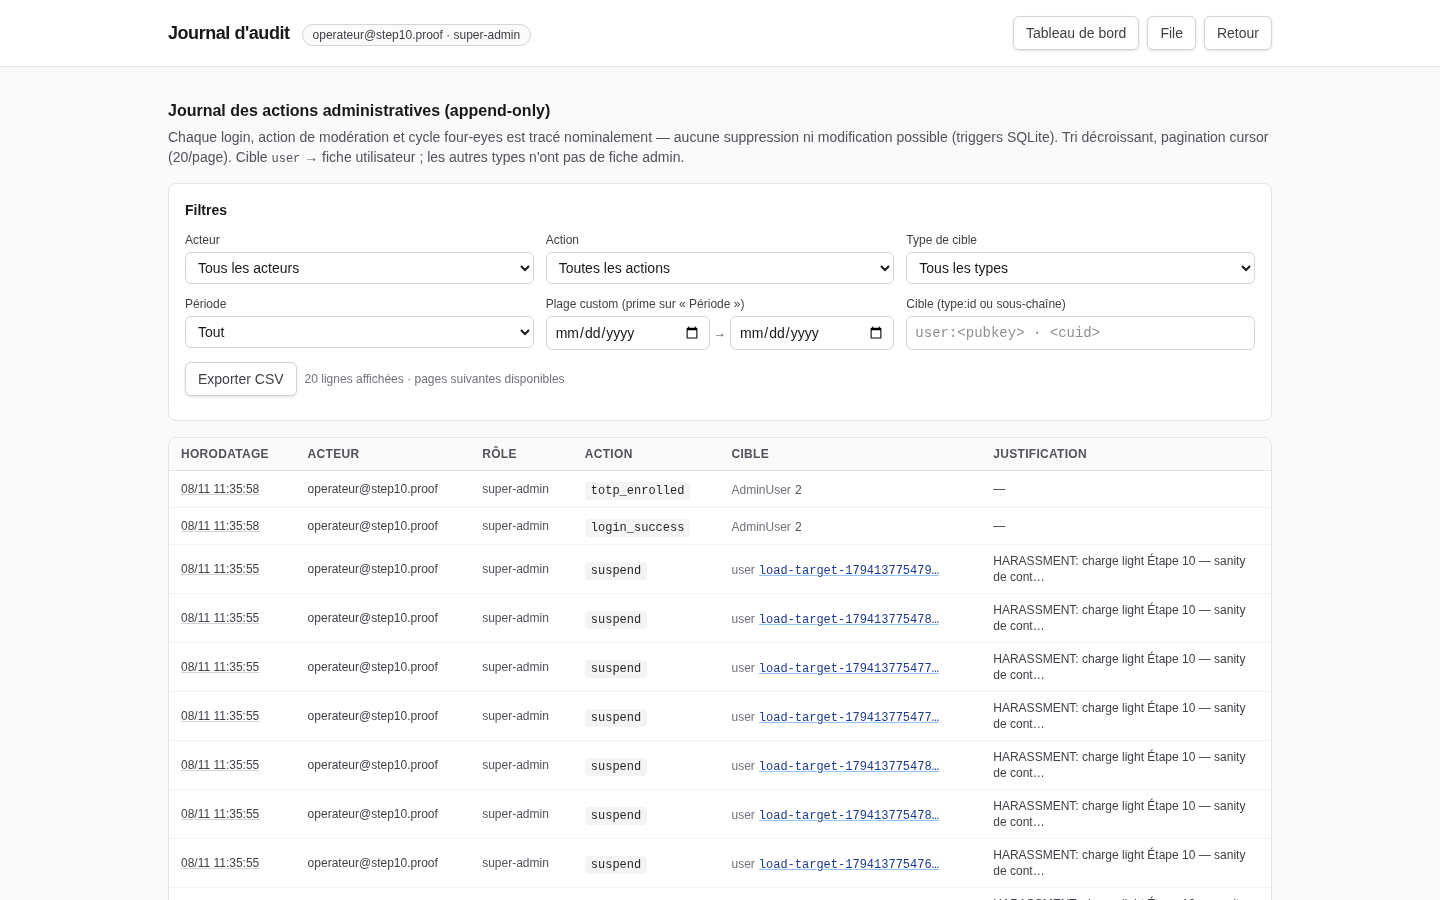 Journal d'audit
operateur@step10.proof · super-admin
Tableau de bord
File
Retour
Journal des actions administratives (append-only)
Chaque login, action de modération et cycle four-eyes est tracé nominalement — aucune suppression ni modification possible (triggers SQLite). Tri décroissant, pagination cursor
(20/page). Cible user → fiche utilisateur ; les autres types n'ont pas de fiche admin.
Filtres
Acteur
Action
Type de cible
Tous les acteurs
Toutes les actions
Tous les types
Période
Plage custom (prime sur « Période »)
Cible (type:id ou sous-chaîne)
Tout
mm/dd/yyyy → mm/dd/yyyy
user:<pubkey> · <cuid>
Exporter CSV
20 lignes affichées · pages suivantes disponibles
HORODATAGE ACTEUR RÔLE ACTION CIBLE JUSTIFICATION
08/11 11:35:58 operateur@step10.proof super-admin totp_enrolled AdminUser 2 —
08/11 11:35:58 operateur@step10.proof super-admin login_success AdminUser 2 —
08/11 11:35:55 operateur@step10.proof super-admin suspend user load-target-179413775479… HARASSMENT: charge light Étape 10 — sanity
de cont…
08/11 11:35:55 operateur@step10.proof super-admin suspend user load-target-179413775478… HARASSMENT: charge light Étape 10 — sanity
de cont…
08/11 11:35:55 operateur@step10.proof super-admin suspend user load-target-179413775477… HARASSMENT: charge light Étape 10 — sanity
de cont…
08/11 11:35:55 operateur@step10.proof super-admin suspend user load-target-179413775477… HARASSMENT: charge light Étape 10 — sanity
de cont…
08/11 11:35:55 operateur@step10.proof super-admin suspend user load-target-179413775478… HARASSMENT: charge light Étape 10 — sanity
de cont…
08/11 11:35:55 operateur@step10.proof super-admin suspend user load-target-179413775478… HARASSMENT: charge light Étape 10 — sanity
de cont…
08/11 11:35:55 operateur@step10.proof super-admin suspend user load-target-179413775476… HARASSMENT: charge light Étape 10 — sanity
de cont…